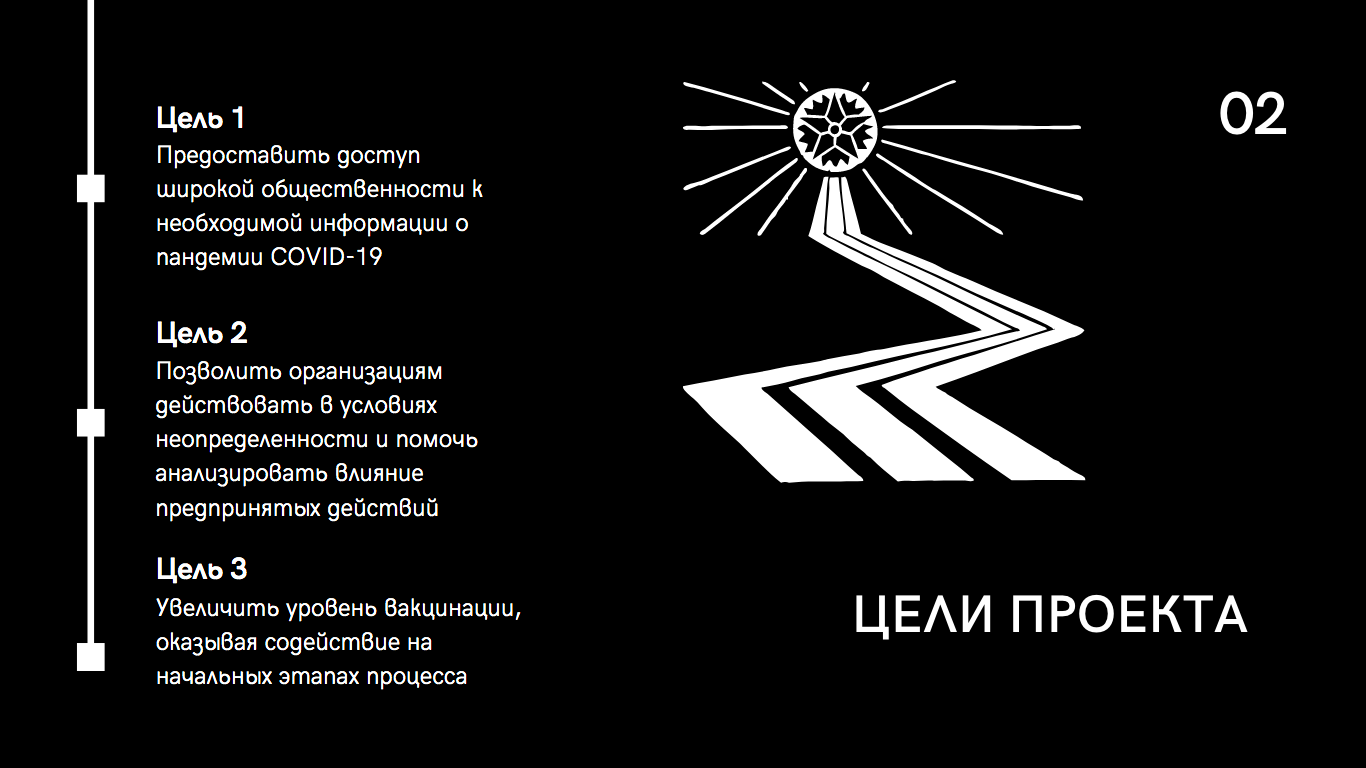 Цель 1
Предоставить доступ
широкой общественности к
необходимой информации о
пандемии COVID-19
Цель 2
Позволить организациям
действовать в условиях
неопределенности и помочь
анализировать влияние
предпринятых действий
Цель 3
Увеличить уровень вакцинации,
оказывая содействие на
начальных этапах процесса
02
ЦЕЛИ ПРОЕКТА